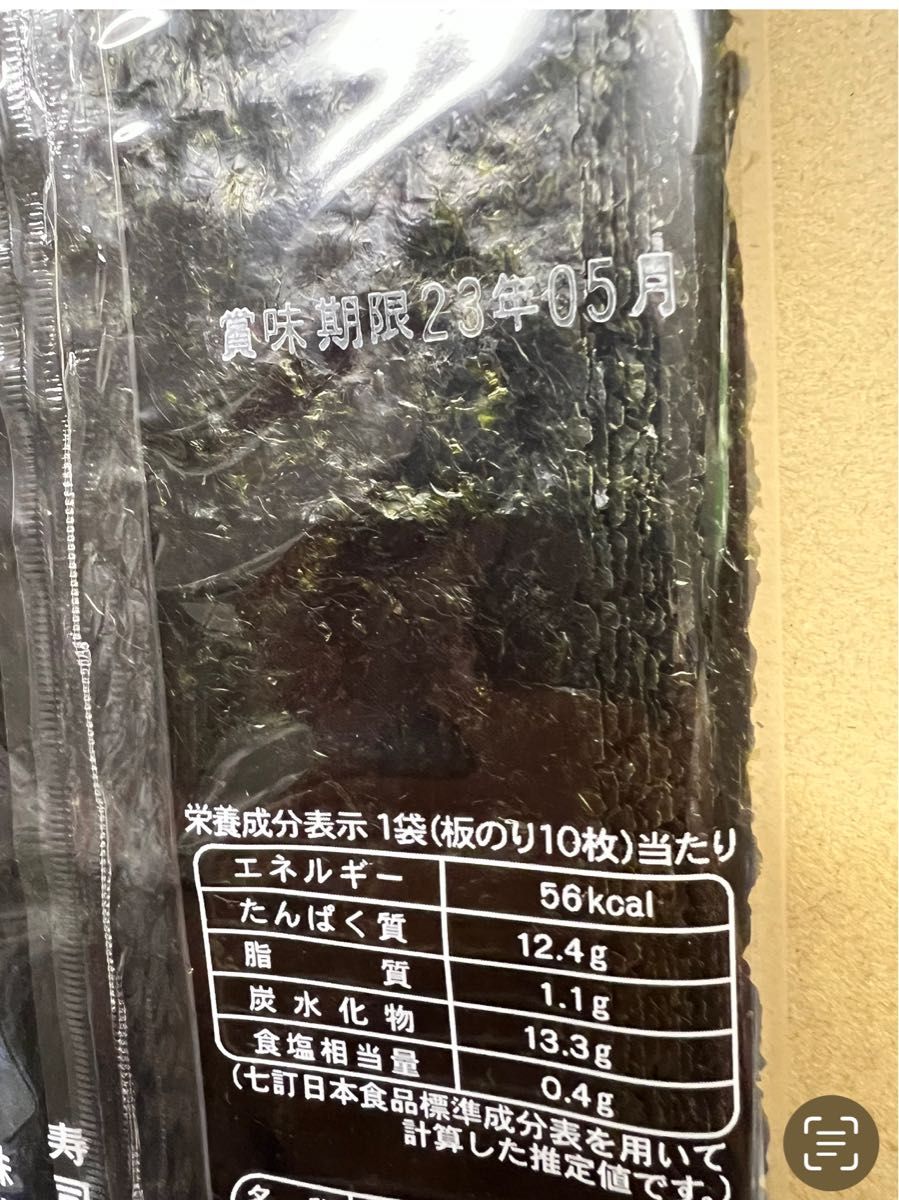 賞味期限23年05月
栄養成分表示 1袋(板のり10枚)当たり
エネルギー 56kcal
たんぱく質 12.4g
脂質 1.1g
炭水化物 13.3g
食塩相当量 0.4g
(七訂日本食品標準成分表を用いて
計算した推定値です。)
寿司
味
名